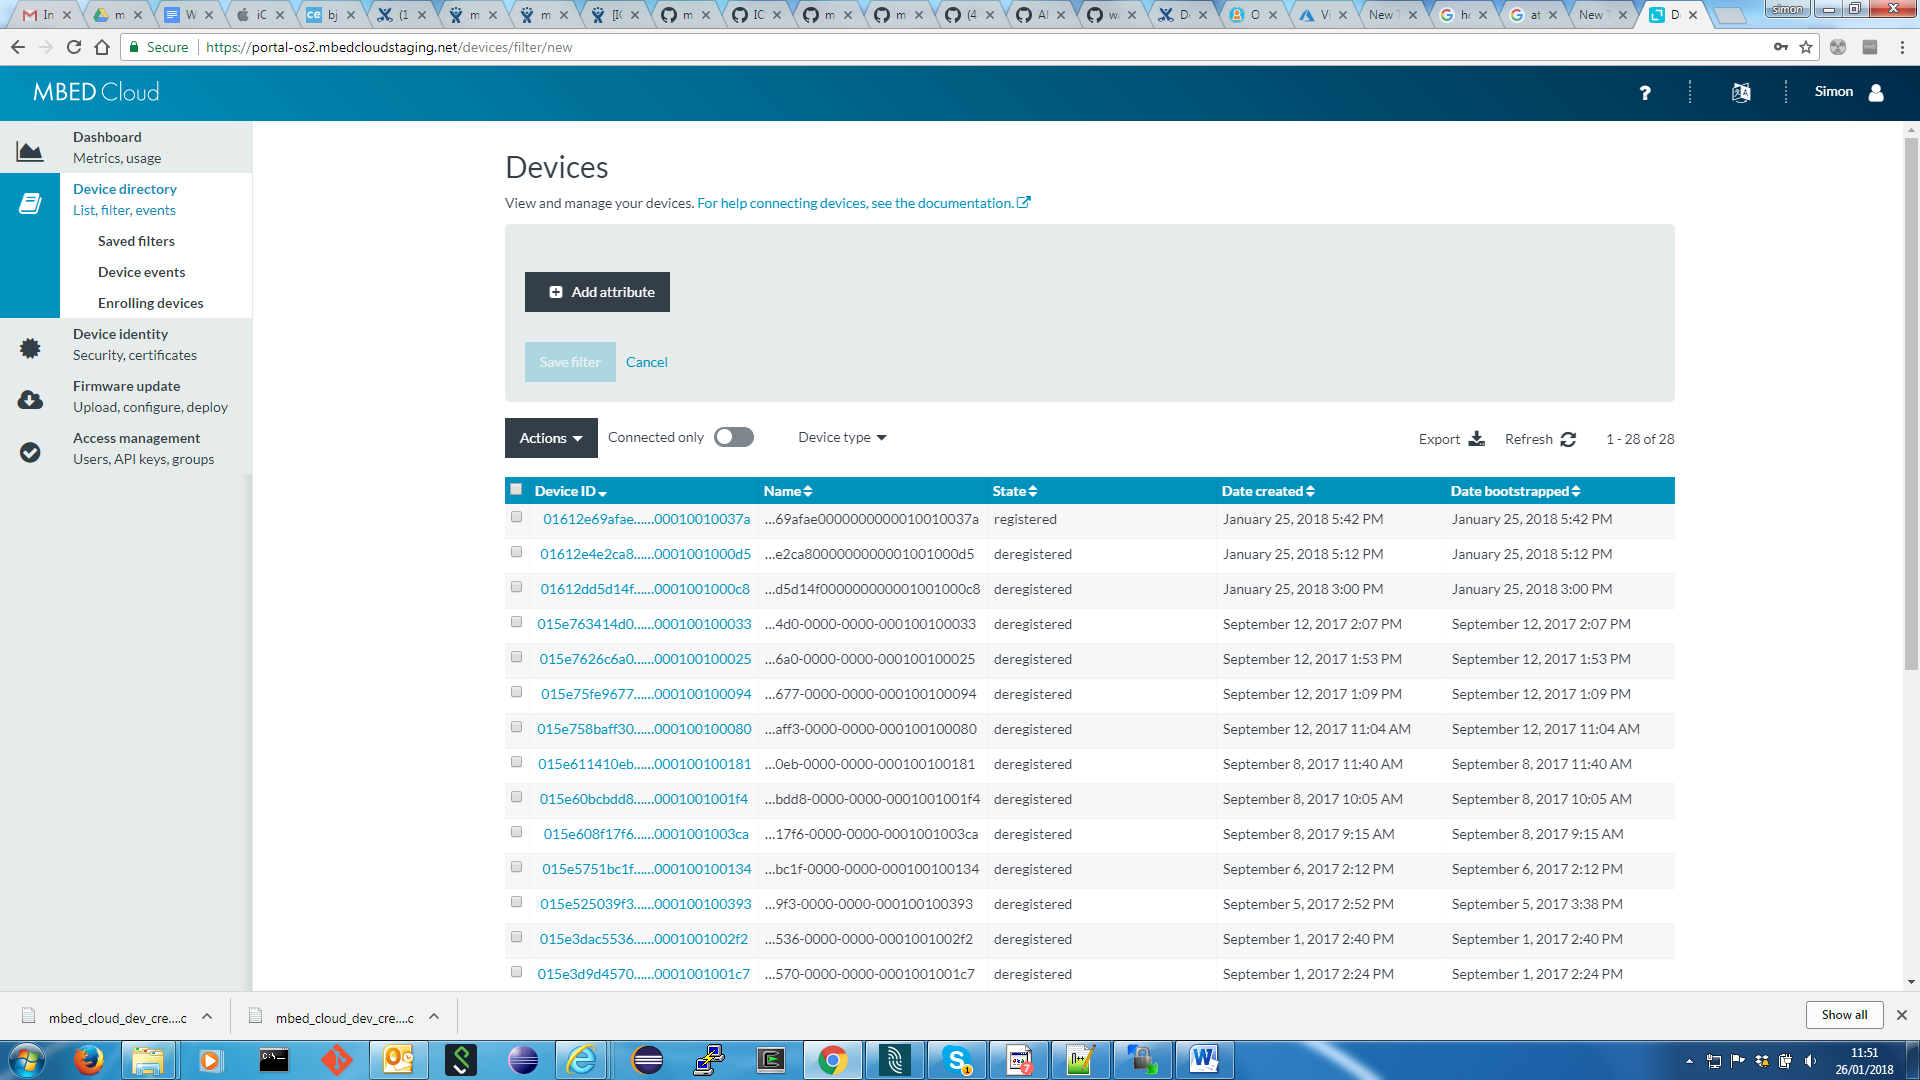 simon
Secure
https://portal-os2.mbedcloudstaging.net/devices/filter/new
MBED Cloud
?
Simon
Dashboard
Metrics, usage
Device directory
List, filter, events
Saved filters
Device events
Enrolling devices
Device identity
Security, certificates
Firmware update
Upload, configure, deploy
Access management
Users, API keys, groups
Devices
View and manage your devices. For help connecting devices, see the documentation.
Add attribute
Save filter Cancel
Actions Connected only Device type Export Refresh 1 - 28 of 28
Device ID Name State Date created Date bootstrapped
01612e69afae......00010010037a ...69afae0000000000010010037a registered January 25, 2018 5:42 PM January 25, 2018 5:42 PM
01612e4e2ca8......0001001000d5 ...e2ca8000000000001001000d5 deregistered January 25, 2018 5:12 PM January 25, 2018 5:12 PM
01612dd5d14f......0001001000c8 ...d5d14f000000000001001000c8 deregistered January 25, 2018 3:00 PM January 25, 2018 3:00 PM
015e763414d0......000100100033 ...4d0-0000-0000-000100100033 deregistered September 12, 2017 2:07 PM September 12, 2017 2:07 PM
015e7626c6a0......000100100025 ...6a0-0000-0000-000100100025 deregistered September 12, 2017 1:53 PM September 12, 2017 1:53 PM
015e75fe9677......000100100094 ...677-0000-0000-000100100094 deregistered September 12, 2017 1:09 PM September 12, 2017 1:09 PM
015e758baff30......000100100080 ...aff3-0000-0000-000100100080 deregistered September 12, 2017 11:04 AM September 12, 2017 11:04 AM
015e611410eb......000100100181 ...0eb-0000-0000-000100100181 deregistered September 8, 2017 11:40 AM September 8, 2017 11:40 AM
015e60bcbdd8......0001001001f4 ...bdd8-0000-0000-0001001001f4 deregistered September 8, 2017 10:05 AM September 8, 2017 10:05 AM
015e608f17f6......0001001003ca ...17f6-0000-0000-0001001003ca deregistered September 8, 2017 9:15 AM September 8, 2017 9:15 AM
015e5751bc1f......000100100134 ...bc1f-0000-0000-000100100134 deregistered September 6, 2017 2:12 PM September 6, 2017 2:12 PM
015e525039f3......000100100393 ...9f3-0000-0000-000100100393 deregistered September 5, 2017 2:52 PM September 5, 2017 3:38 PM
015e3dac5536......0001001002f2 ...536-0000-0000-0001001002f2 deregistered September 1, 2017 2:40 PM September 1, 2017 2:40 PM
015e3d9d4570......0001001001c7 ...570-0000-0000-0001001001c7 deregistered September 1, 2017 2:24 PM September 1, 2017 2:24 PM
mbed_cloud_dev_cre....c mbed_cloud_dev_cre....c Show all
11:51
26/01/2018